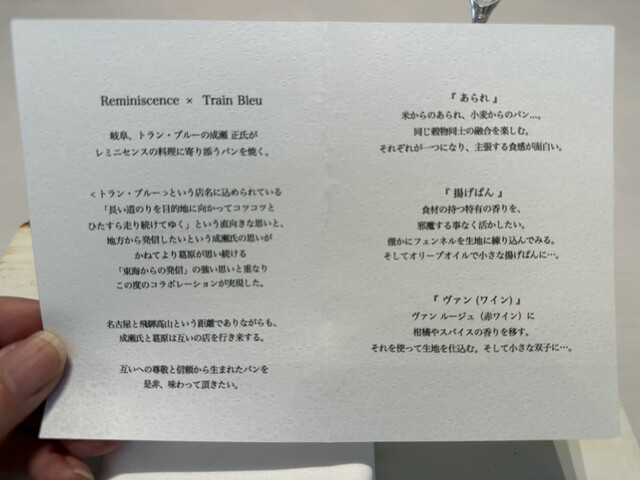 Reminiscence × Train Bleu
岐阜、トラン・ブルーの成瀬 正氏が
レミニセンスの料理に寄り添うパンを焼く。
<トラン・ブルー>という店名に込められている
「長い道のりを目的地に向かってコツコツと
ひたすら走り続けてゆく」という直向きな思いと、
地方から発信したいという成瀬氏の思いが
かねてより葛原が思い続ける
「東海からの発信」の強い思いと重なり
この度のコラボレーションが実現した。
名古屋と飛騨高山という距離でありながらも、
成瀬氏と葛原は互いの店を行き来する。
互いへの尊敬と信頼から生まれたパンを
是非、味わって頂きたい。
『 あられ 』
米からのあられ、小麦からのパン...。
同じ穀物同士の融合を楽しむ。
それぞれが一つになり、主張する食感が面白い。
『 揚げぱん 』
食材の持つ特有の香りを、
邪魔する事なく活かしたい。
僅かにフェンネルを生地に練り込んでみる。
そしてオリーブオイルで小さな揚げぱんに…。
『 ヴァン (ワイン) 』
ヴァン ルージュ（赤ワイン）に
柑橘やスパイスの香りを移す。
それを使って生地を仕込む。そして小さな双子に…。